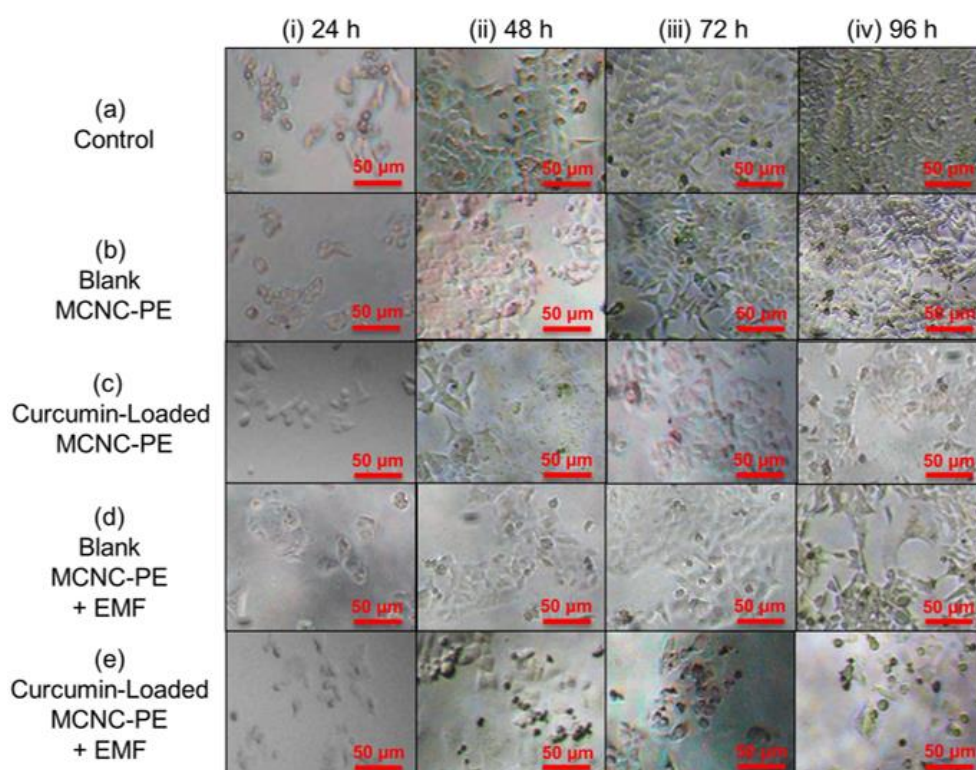 (i) 24 h (ii) 48 h (iii) 72 h (iv) 96 h
(a)
Control
50 µm 50 µm 50 µm 50 µm
(b)
Blank
MCNC-PE
50 µm 50 µm 50 µm 50 µm
(c)
Curcumin-Loaded
MCNC-PE
50 µm 50 µm 50 µm 50 µm
(d)
Blank
MCNC-PE
+ EMF
50 µm 50 µm 50 µm 50 µm
(e)
Curcumin-Loaded
MCNC-PE
+ EMF
50 µm 50 µm 50 µm 50 µm